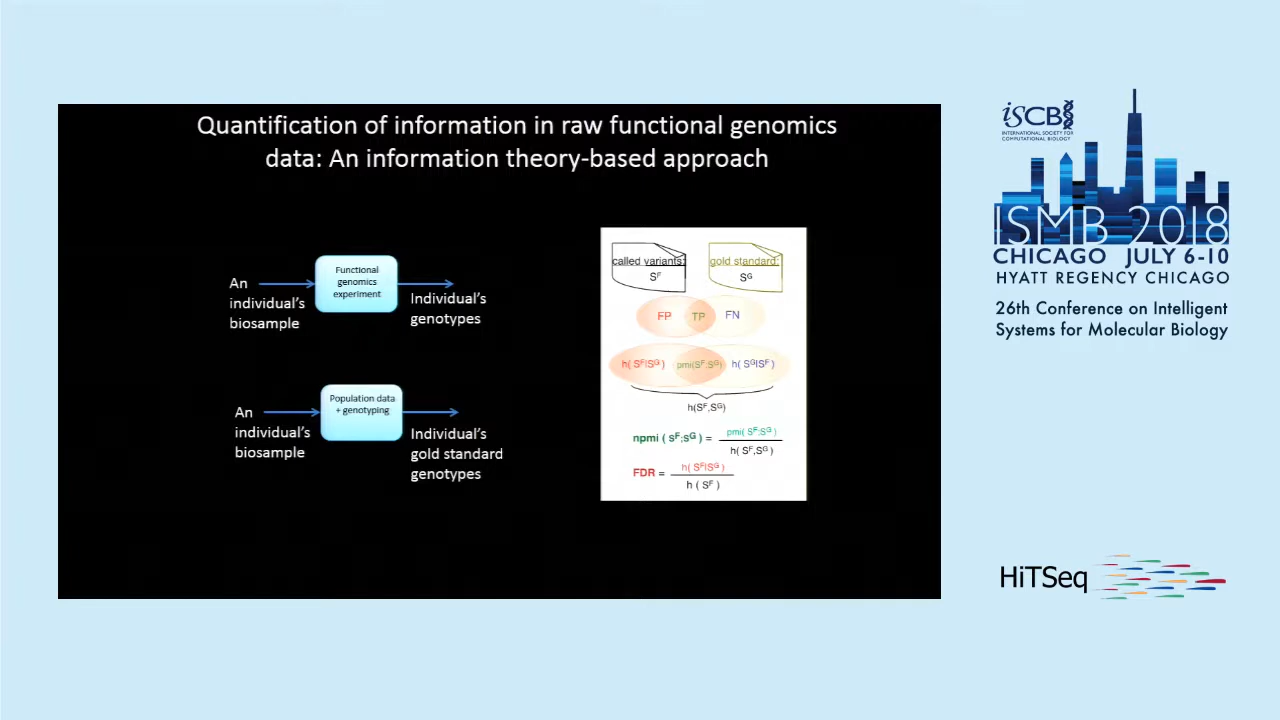 Quantification of information in raw functional genomics
data: An information theory-based approach
An
individual's
biosample
Functional
genomics
experiment
Individual's
genotypes
An
individual's
biosample
Population data
+ genotyping
Individual's
gold standard
genotypes
called variants:
S^F
gold standard:
S^G
FP
TP
FN
h( S^F|S^G )
pmi(S^F:S^G)
h( S^G|S^F )
h(S^F,S^G)
npmi ( S^F:S^G ) =
pmi( S^F:S^G )
h( S^F,S^G )
FDR =
h( S^F|S^G )
h ( S^F )
iSCB
INTERNATIONAL SOCIETY FOR
COMPUTATIONAL BIOLOGY
ISMB 2018
CHICAGO JULY 6-10
HYATT REGENCY CHICAGO
26th Conference on Intelligent
Systems for Molecular Biology
HiTSeq